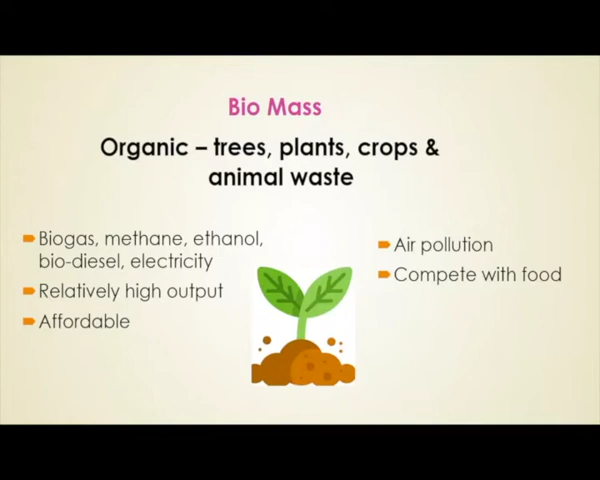 Bio Mass
Organic – trees, plants, crops &
animal waste
Biogas, methane, ethanol,
bio-diesel, electricity
Relatively high output
Affordable
Air pollution
Compete with food